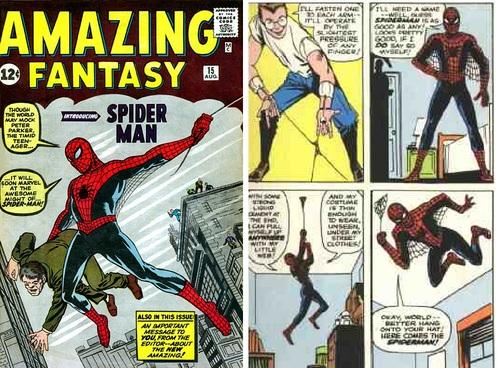 AMAZING
FANTASY
APPROVED
BY THE
COMICS
CODE
AUTHORITY
12¢
15
AUG.
INTRODUCING
SPIDER
MAN
THOUGH
THE WORLD
MAY MOCK
PETER
PARKER,
THE TIMID
TEEN-
AGER...
...IT WILL
SOON MARVEL
AT THE
AWESOME
MIGHT OF...
SPIDER-MAN!
ALSO IN THIS ISSUE:
AN IMPORTANT
MESSAGE TO
YOU, FROM THE
EDITOR--ABOUT
THE NEW
AMAZING!
I'LL FASTEN ONE
TO EACH ARM--
IT'LL OPERATE
BY THE
SLIGHTEST
PRESSURE
OF ANY
FINGER!
I'LL NEED A NAME
SPIDERMAN IS AS
GOOD AS ANY!
LOOKS PRETTY
GOOD, IF I
DO SAY SO
MYSELF!
WITH SOME
STRONG
LIQUID
CEMENT AT
THE END,
I CAN PULL
MYSELF UP
ANYWHERE
WITH MY
LITTLE
WEB!
AND MY
COSTUME
IS THIN
ENOUGH
TO WEAR,
UNSEEN,
UNDER MY
STREET
CLOTHES!
OKAY, WORLD--
BETTER HANG
ONTO YOUR HAT!
HERE COMES THE
SPIDERMAN!